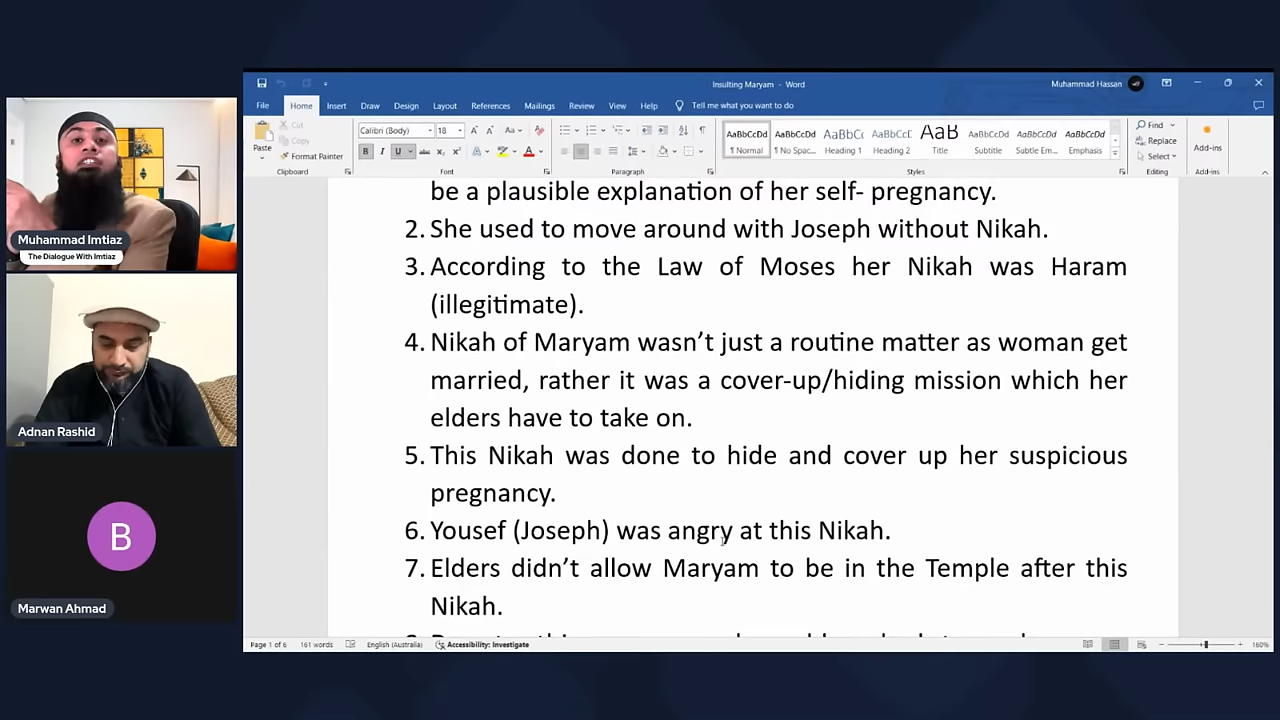 Insulting Maryam - Word
Muhammad Hassan
File Home Insert Draw Design Layout References Mailings Review View Help Tell me what you want to do
Paste
Cut
Copy
Format Painter
Clipboard
Calibri (Body) 18
Font
Paragraph
AaBbCcDd AaBbCcDd AaBbCc AaBbCcC AaB AaBbCcDd AaBbCcDd AaBbCcDd
¶ Normal ¶ No Spac... Heading 1 Heading 2 Title Subtitle Subtle Em... Emphasis
Styles
Find
Replace
Select
Editing
Add-ins
Add-ins
be a plausible explanation of her self- pregnancy.
2. She used to move around with Joseph without Nikah.
3. According to the Law of Moses her Nikah was Haram
(illegitimate).
4. Nikah of Maryam wasn’t just a routine matter as woman get
married, rather it was a cover-up/hiding mission which her
elders have to take on.
5. This Nikah was done to hide and cover up her suspicious
pregnancy.
6. Yousef (Joseph) was angry at this Nikah.
7. Elders didn’t allow Maryam to be in the Temple after this
Nikah.
Page 1 of 6 161 words English (Australia) Accessibility: Investigate 160%
Muhammad Imtiaz
The Dialogue With Imtiaz
Adnan Rashid
B
Marwan Ahmad